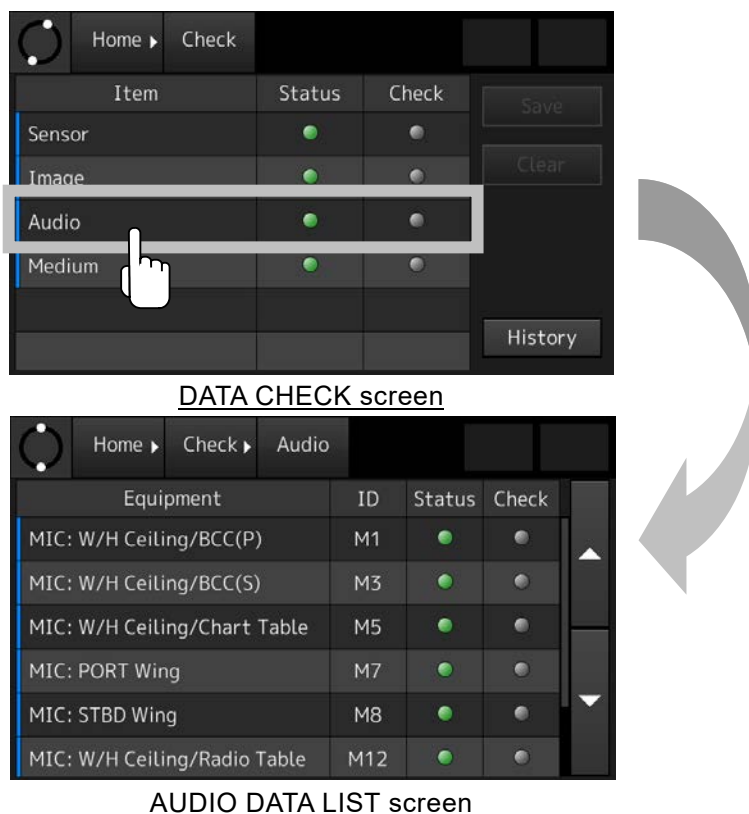 Home Check
Item Status Check
Save
Sensor
Clear
Image
Audio
Medium
History
DATA CHECK screen
Home Check Audio
Equipment ID Status Check
MIC: W/H Ceiling/BCC(P) M1
MIC: W/H Ceiling/BCC(S) M3
MIC: W/H Ceiling/Chart Table M5
MIC: PORT Wing M7
MIC: STBD Wing M8
MIC: W/H Ceiling/Radio Table M12
AUDIO DATA LIST screen